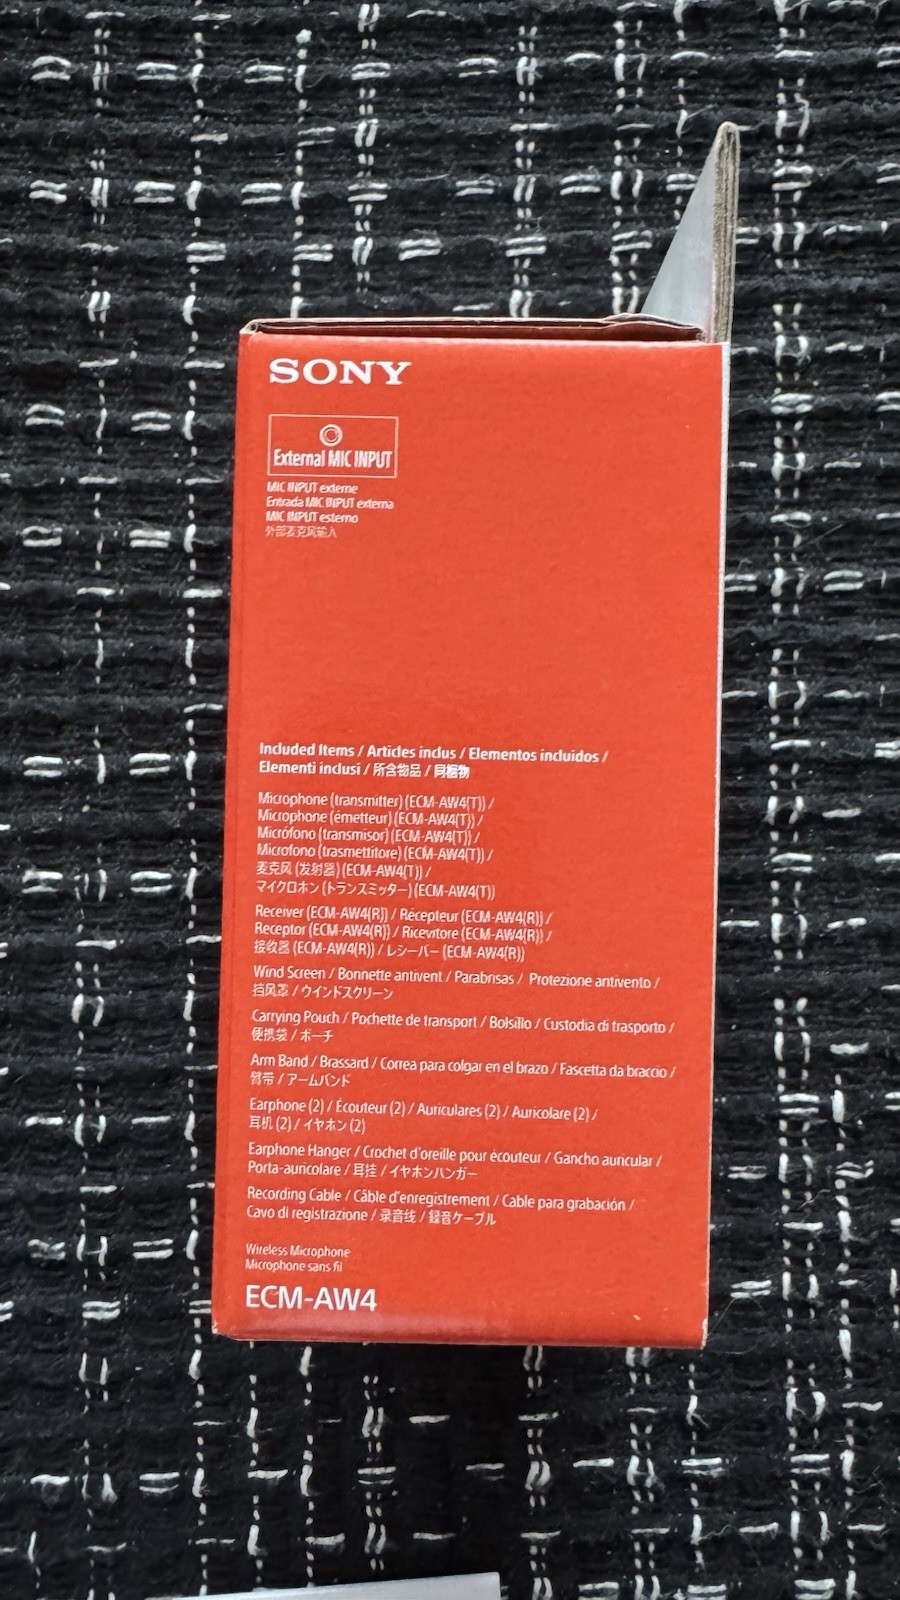 SONY
External MIC INPUT
MIC INPUT externe
Entrada MIC INPUT externa
MIC INPUT esterno
外部麦克风输入
Included Items / Articles inclus / Elementos incluidos /
Elementi inclusi / 所含物品 / 同梱物
Microphone (transmitter) (ECM-AW4(T)) /
Microphone (émetteur) (ECM-AW4(T)) /
Micrófono (transmisor) (ECM-AW4(T)) /
Microfono (trasmettitore) (ECM-AW4(T)) /
麦克风 (发射器) (ECM-AW4(T)) /
マイクロホン (トランスミッター) (ECM-AW4(T))
Receiver (ECM-AW4(R)) / Récepteur (ECM-AW4(R)) /
Receptor (ECM-AW4(R)) / Ricevitore (ECM-AW4(R)) /
接收器 (ECM-AW4(R)) / レシーバー (ECM-AW4(R))
Wind Screen / Bonnette antivent / Parabrisas / Protezione antivento /
挡风罩 / ウインドスクリーン
Carrying Pouch / Pochette de transport / Bolsillo / Custodia di trasporto /
便携袋 / ポーチ
Arm Band / Brassard / Correa para colgar en el brazo / Fascetta da braccio /
臂带 / アームバンド
Earphone (2) / Écouteur (2) / Auriculares (2) / Auricolare (2) /
耳机 (2) / イヤホン (2)
Earphone Hanger / Crochet d'oreille pour écouteur / Gancho auricular /
Porta-auricolare / 耳挂 / イヤホンハンガー
Recording Cable / Câble d'enregistrement / Cable para grabación /
Cavo di registrazione / 录音线 / 録音ケーブル
Wireless Microphone
Microphone sans fil
ECM-AW4